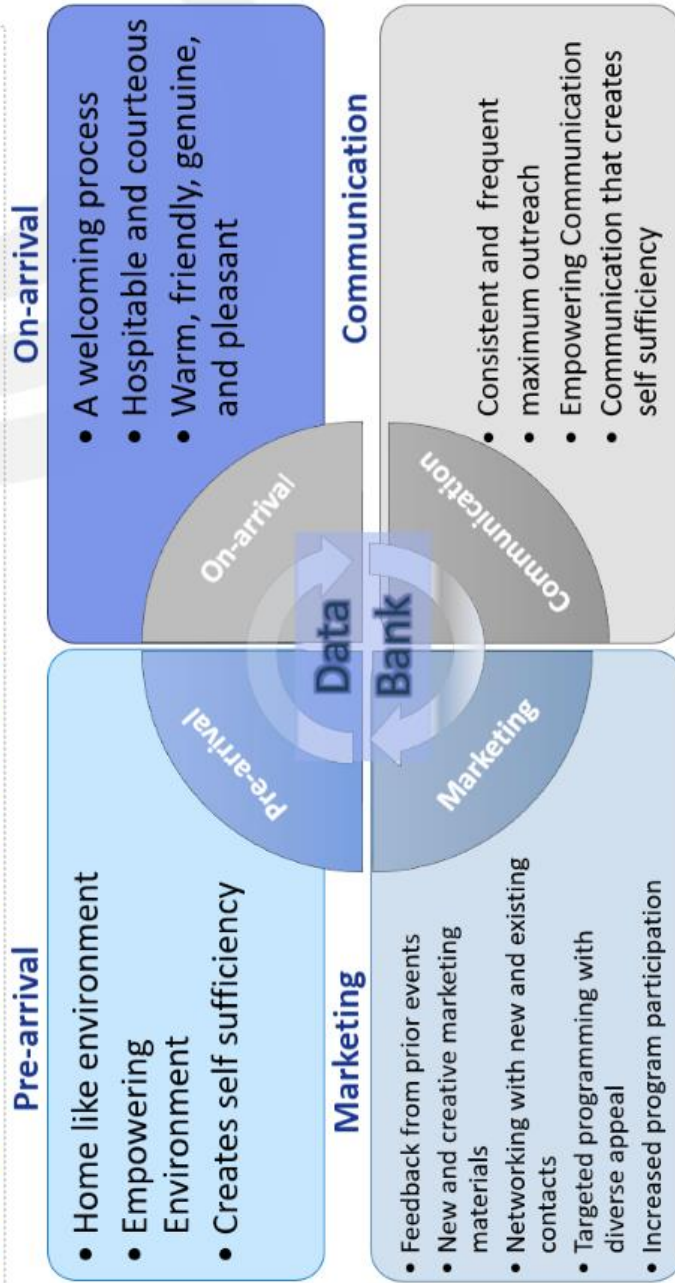 Pre-arrival
• Home like environment
• Empowering
Environment
• Creates self sufficiency
On-arrival
• A welcoming process
• Hospitable and courteous
• Warm, friendly, genuine,
and pleasant
Pre-arrival
On-arrival
Data
Bank
Marketing
Communication
Marketing
• Feedback from prior events
• New and creative marketing
materials
• Networking with new and existing
contacts
• Targeted programming with
diverse appeal
• Increased program participation
Communication
• Consistent and frequent
• maximum outreach
• Empowering Communication
• Communication that creates
self sufficiency